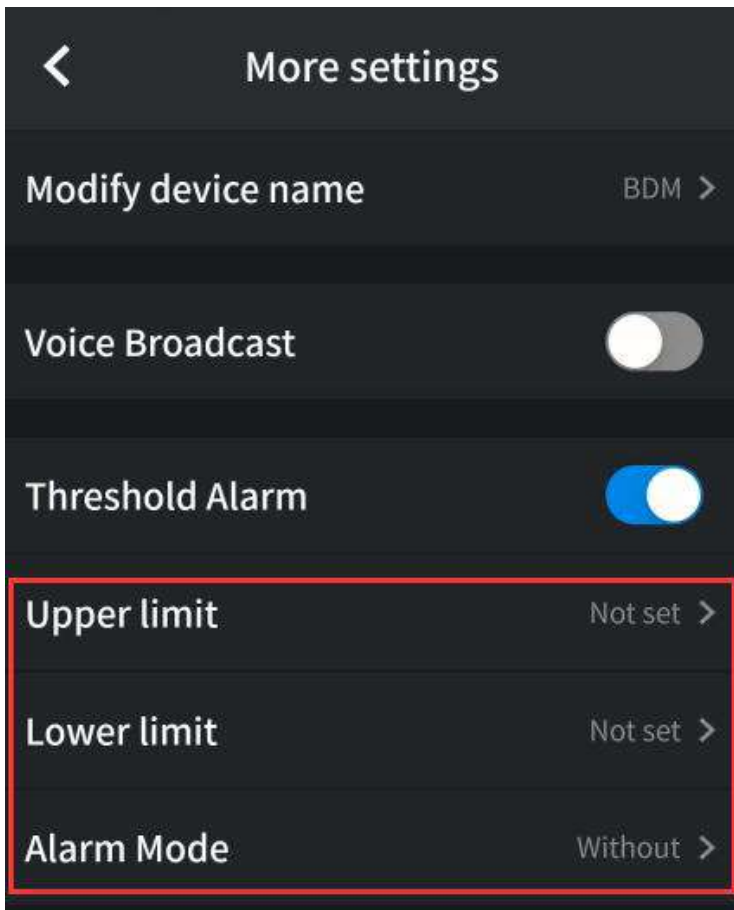 More settings
Modify device name BDM
Voice Broadcast
Threshold Alarm
Upper limit Not set
Lower limit Not set
Alarm Mode Without